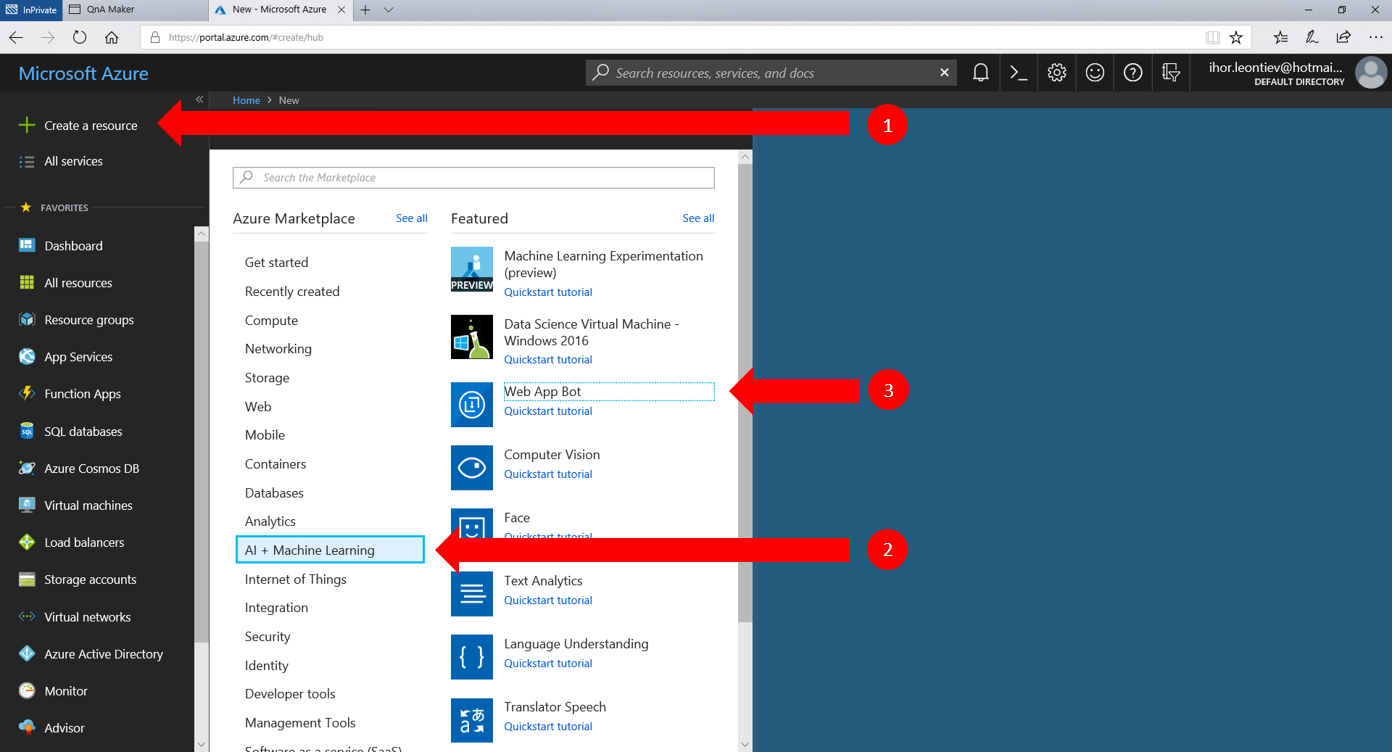 InPrivate
QnA Maker
New - Microsoft Azure
https://portal.azure.com/#create/hub
Microsoft Azure
Search resources, services, and docs
ihor.leontiev@hotmai...
DEFAULT DIRECTORY
Home > New
Create a resource
1
All services
FAVORITES
Dashboard
All resources
Resource groups
App Services
Function Apps
SQL databases
SQL
Azure Cosmos DB
Virtual machines
Load balancers
Storage accounts
Virtual networks
Azure Active Directory
Monitor
Advisor
Search the Marketplace
Azure Marketplace
See all
Get started
Recently created
Compute
Networking
Storage
Web
Mobile
Containers
Databases
Analytics
AI + Machine Learning
2
Internet of Things
Integration
Security
Identity
Developer tools
Management Tools
Software as a service (SaaS)
Featured
See all
PREVIEW
Machine Learning Experimentation
(preview)
Quickstart tutorial
Data Science Virtual Machine -
Windows 2016
Quickstart tutorial
Web App Bot
3
Quickstart tutorial
Computer Vision
Quickstart tutorial
Face
Quickstart tutorial
Text Analytics
Quickstart tutorial
Language Understanding
Quickstart tutorial
Translator Speech
Quickstart tutorial